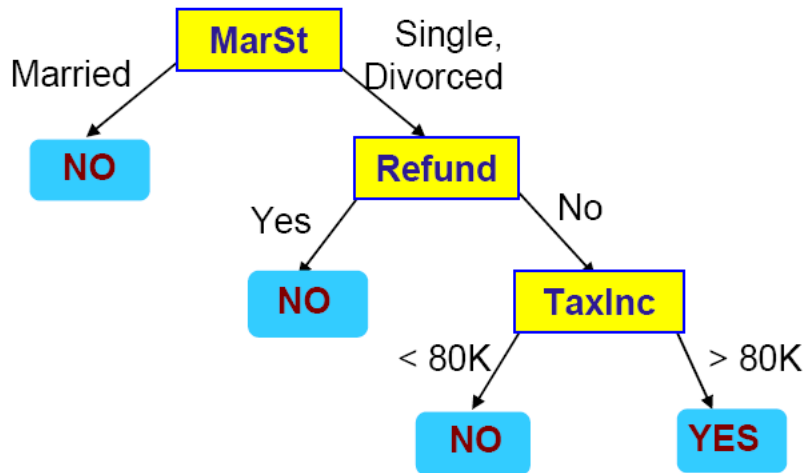 MarSt
Single,
Divorced
Married
NO
Refund
Yes
No
NO
TaxInc
< 80K
> 80K
NO
YES